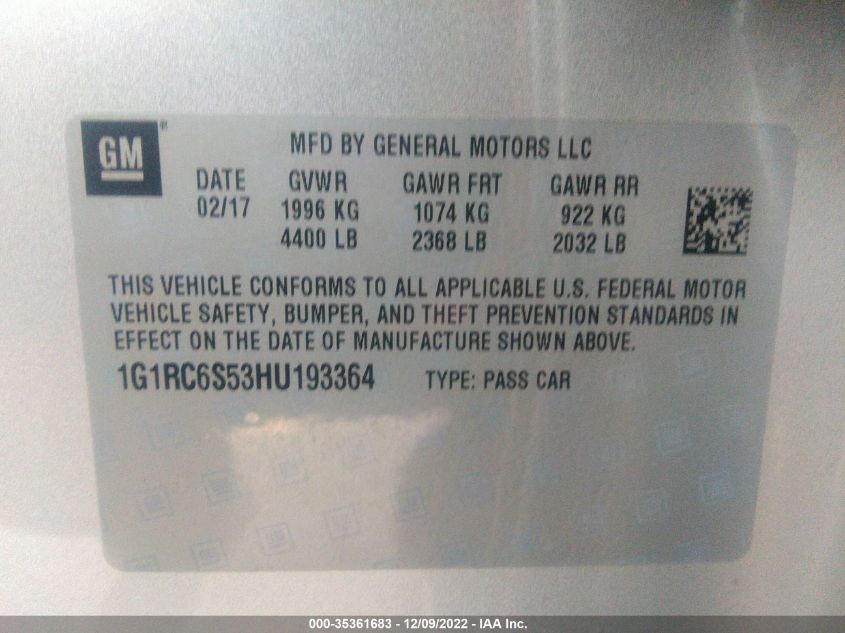 GM
MFD BY GENERAL MOTORS LLC
DATE GVWR GAWR FRT GAWR RR
02/17 1996 KG 1074 KG 922 KG
4400 LB 2368 LB 2032 LB
THIS VEHICLE CONFORMS TO ALL APPLICABLE U.S. FEDERAL MOTOR
VEHICLE SAFETY, BUMPER, AND THEFT PREVENTION STANDARDS IN
EFFECT ON THE DATE OF MANUFACTURE SHOWN ABOVE.
1G1RC6S53HU193364 TYPE: PASS CAR
000-35361683 - 12/09/2022 - IAA Inc.